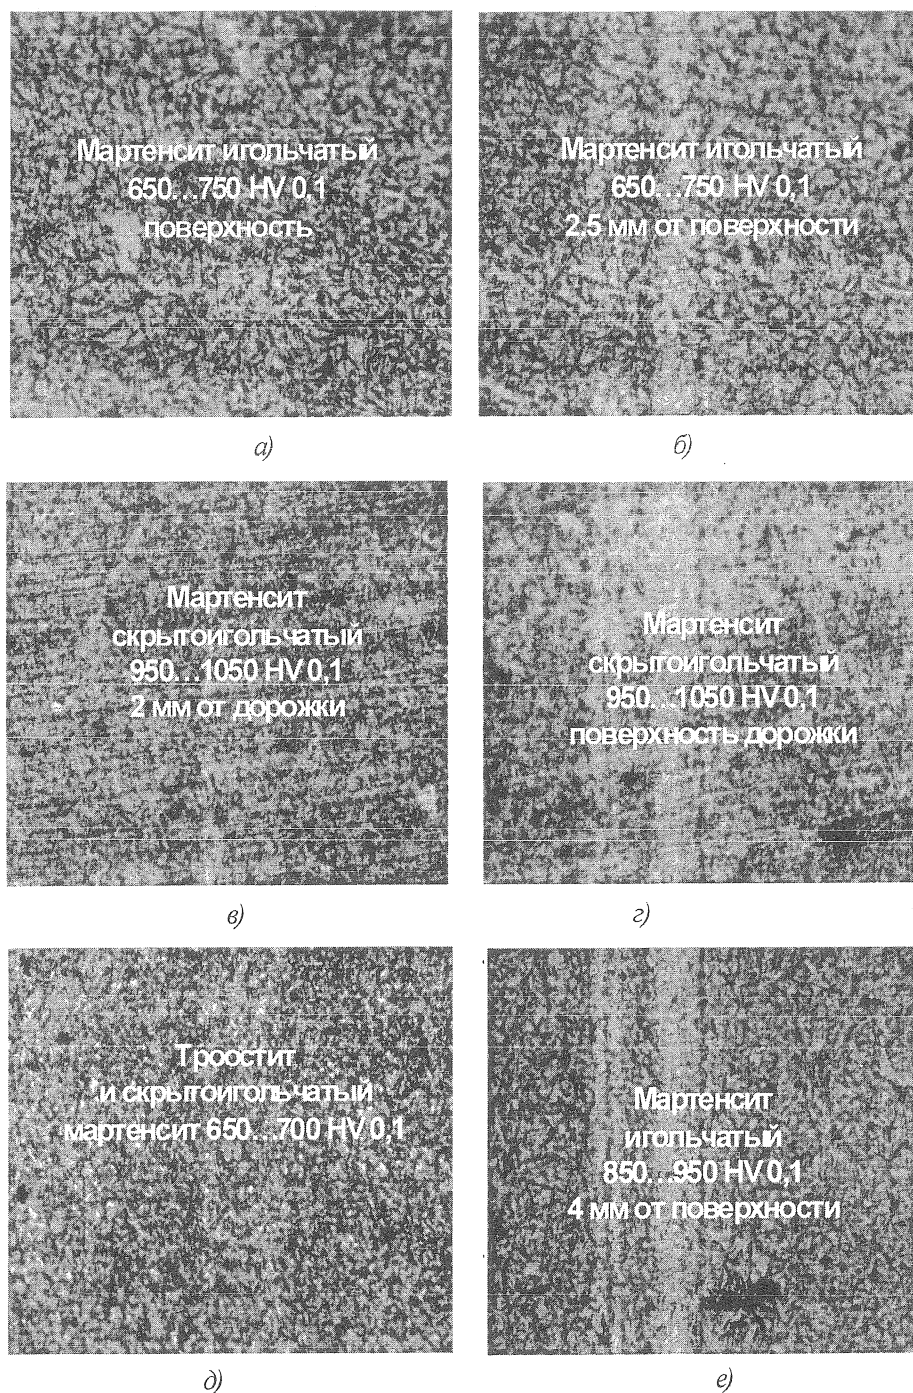 Мартенсит игольчатый
650...750 HV 0,1
поверхность
Мартенсит игольчатый
650...750 HV 0,1
2.5 мм от поверхности
а)
б)
Мартенсит
скрытоигольчатый
950...1050 HV 0,1
2 мм от дорожки
Мартенсит
скрытоигольчатый
950...1050 HV 0,1
поверхность дорожки
в)
г)
Троостит
и скрытоигольчатый
мартенсит 650...700 HV 0,1
Мартенсит
игольчатый
850...950 HV 0,1
4 мм от поверхности
д)
е)